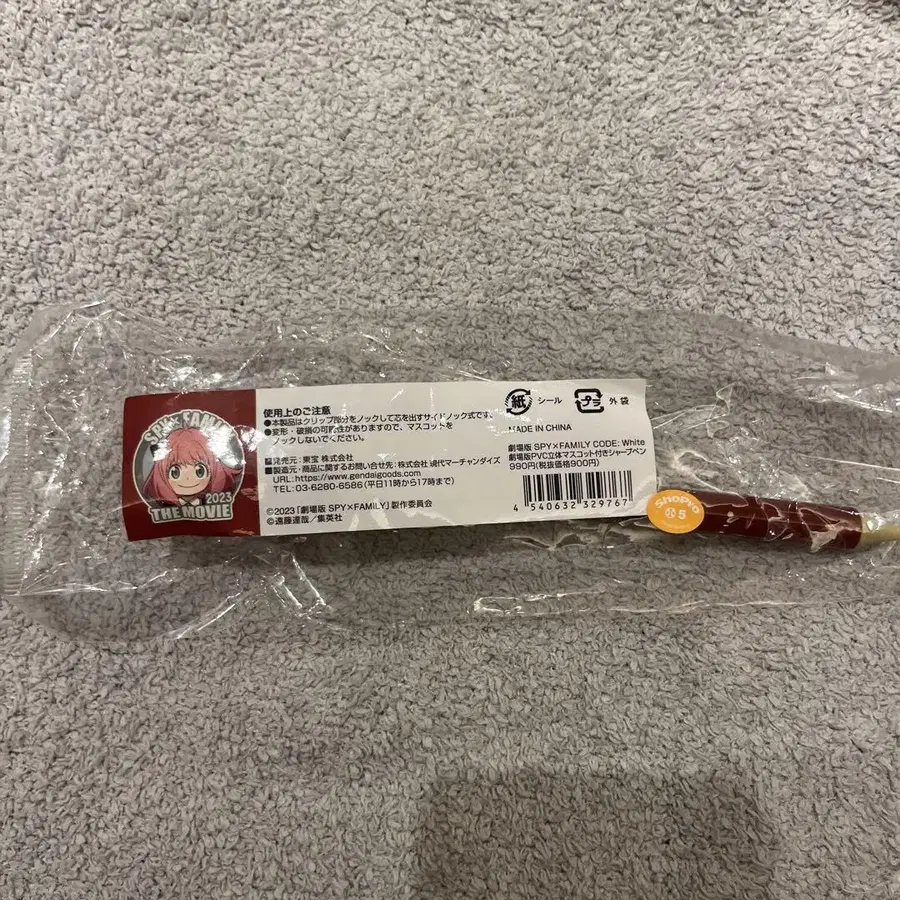 SPY×FAMILY
2023
THE MOVIE
使用上のご注意
●本製品はクリップ部分をノックして芯を出すサイドノック式です。
●変形・破損の可能性がありますので、マスコットを
ノックしないでください。
■発売元:東宝 株式会社
■製造元・商品に関するお問い合せ先:株式会社 現代マーチャンダイズ
URL:https://www.gendaigoods.com
TEL:03-6280-6586(平日11時から17時まで)
©2023「劇場版 SPY×FAMILY」製作委員会
©遠藤達哉/集英社
紙 シール
プラ 外袋
MADE IN CHINA
劇場版 SPY×FAMILY CODE: White
劇場版PVC立体マスコット付きシャープペン
990円(税抜価格900円)
4 540632 329767
ShoPro
5